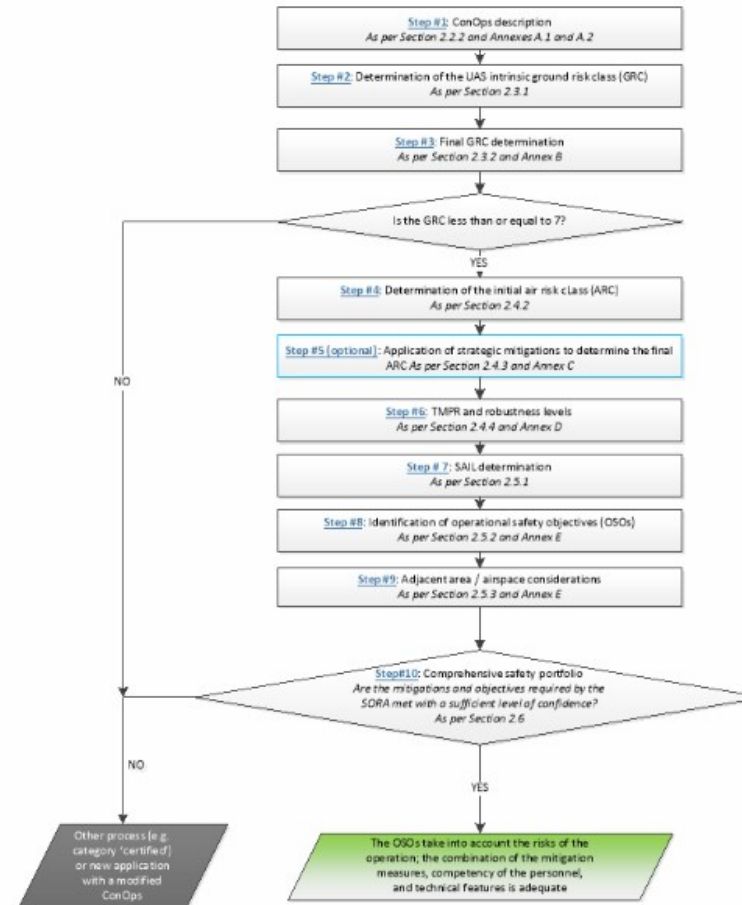 Step #1: ConOps description
As per Section 2.2.2 and Annexes A.1 and A.2
Step #2: Determination of the UAS intrinsic ground risk class (GRC)
As per Section 2.3.1
Step #3: Final GRC determination
As per Section 2.3.2 and Annex B
Is the GRC less than or equal to 7?
YES
Step #4: Determination of the initial air risk class (ARC)
As per Section 2.4.2
Step #5 (optional): Application of strategic mitigations to determine the final
ARC As per Section 2.4.3 and Annex C
NO
Step #6: TMPR and robustness levels
As per Section 2.4.4 and Annex D
Step # 7: SAIL determination
As per Section 2.5.1
Step #8: Identification of operational safety objectives (OSOs)
As per Section 2.5.2 and Annex E
Step #9: Adjacent area / airspace considerations
As per Section 2.5.3 and Annex E
Step#10: Comprehensive safety portfolio
Are the mitigations and objectives required by the
SORA met with a sufficient level of confidence?
As per Section 2.6
NO
YES
Other process (e.g.
category 'certified')
or new application
with a modified
ConOps
The OSOs take into account the risks of the
operation; the combination of the mitigation
measures, competency of the personnel,
and technical features is adequate